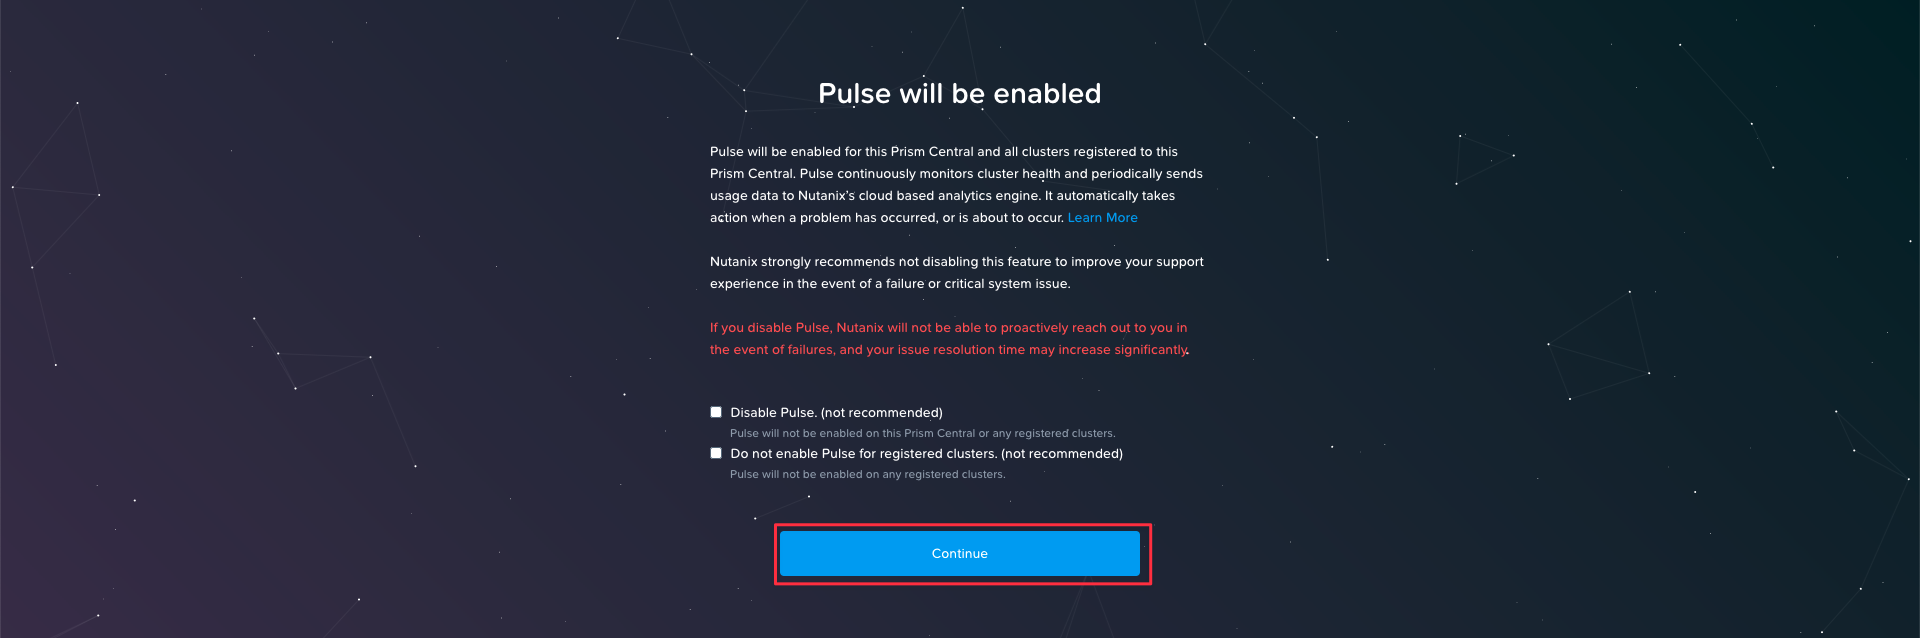 Pulse will be enabled
Pulse will be enabled for this Prism Central and all clusters registered to this
Prism Central. Pulse continuously monitors cluster health and periodically sends
usage data to Nutanix's cloud based analytics engine. It automatically takes
action when a problem has occurred, or is about to occur. Learn More
Nutanix strongly recommends not disabling this feature to improve your support
experience in the event of a failure or critical system issue.
If you disable Pulse, Nutanix will not be able to proactively reach out to you in
the event of failures, and your issue resolution time may increase significantly.
Disable Pulse. (not recommended)
Pulse will not be enabled on this Prism Central or any registered clusters.
Do not enable Pulse for registered clusters. (not recommended)
Pulse will not be enabled on any registered clusters.
Continue